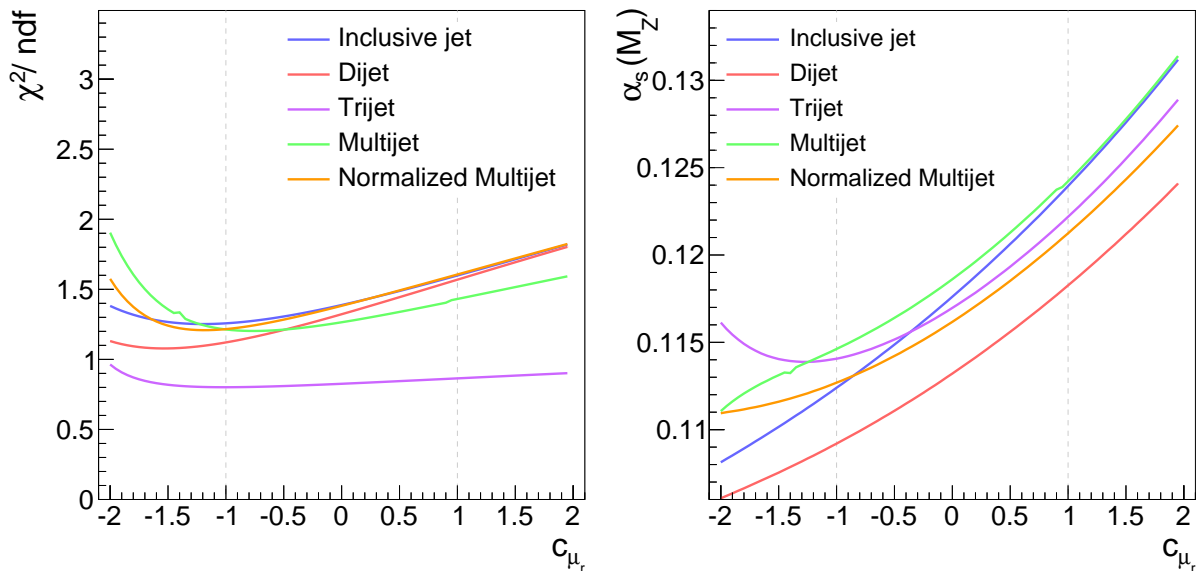 χ²/ ndf
Inclusive jet
Dijet
Trijet
Multijet
Normalized Multijet
3
2.5
2
1.5
1
0.5
0
-2 -1.5 -1 -0.5 0 0.5 1 1.5 2
c_μ_r
α_s (M_Z)
Inclusive jet
Dijet
Trijet
Multijet
Normalized Multijet
0.13
0.125
0.12
0.115
0.11
-2 -1.5 -1 -0.5 0 0.5 1 1.5 2
c_μ_r